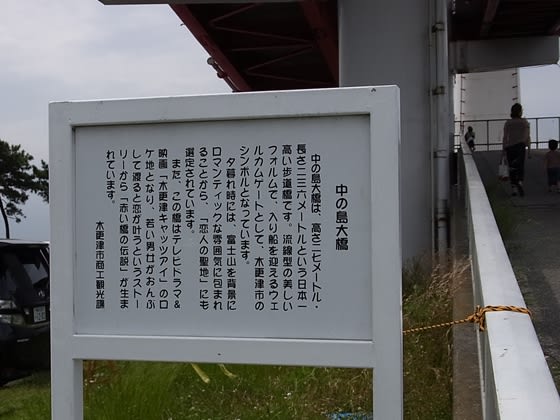 中の島大橋
中の島大橋は、高さ二七メートル・
長さ二三六メートルという日本一
高い歩道橋です。流線型の美しい
フォルムで、入り船を迎えるウェ
ルカムゲートとして、木更津市の
シンボルとなっています。
夕暮れ時には、富士山を背景に
ロマンティックな雰囲気に包まれ
ることから、「恋人の聖地」にも
選定されています。
また、この橋はテレビドラマ&
映画「木更津キャッツアイ」のロ
ケ地となり、若い男女がおんぶ
して渡ると恋が叶うというストー
リーから「赤い橋の伝説」が生ま
れています。
木更津市商工観光課